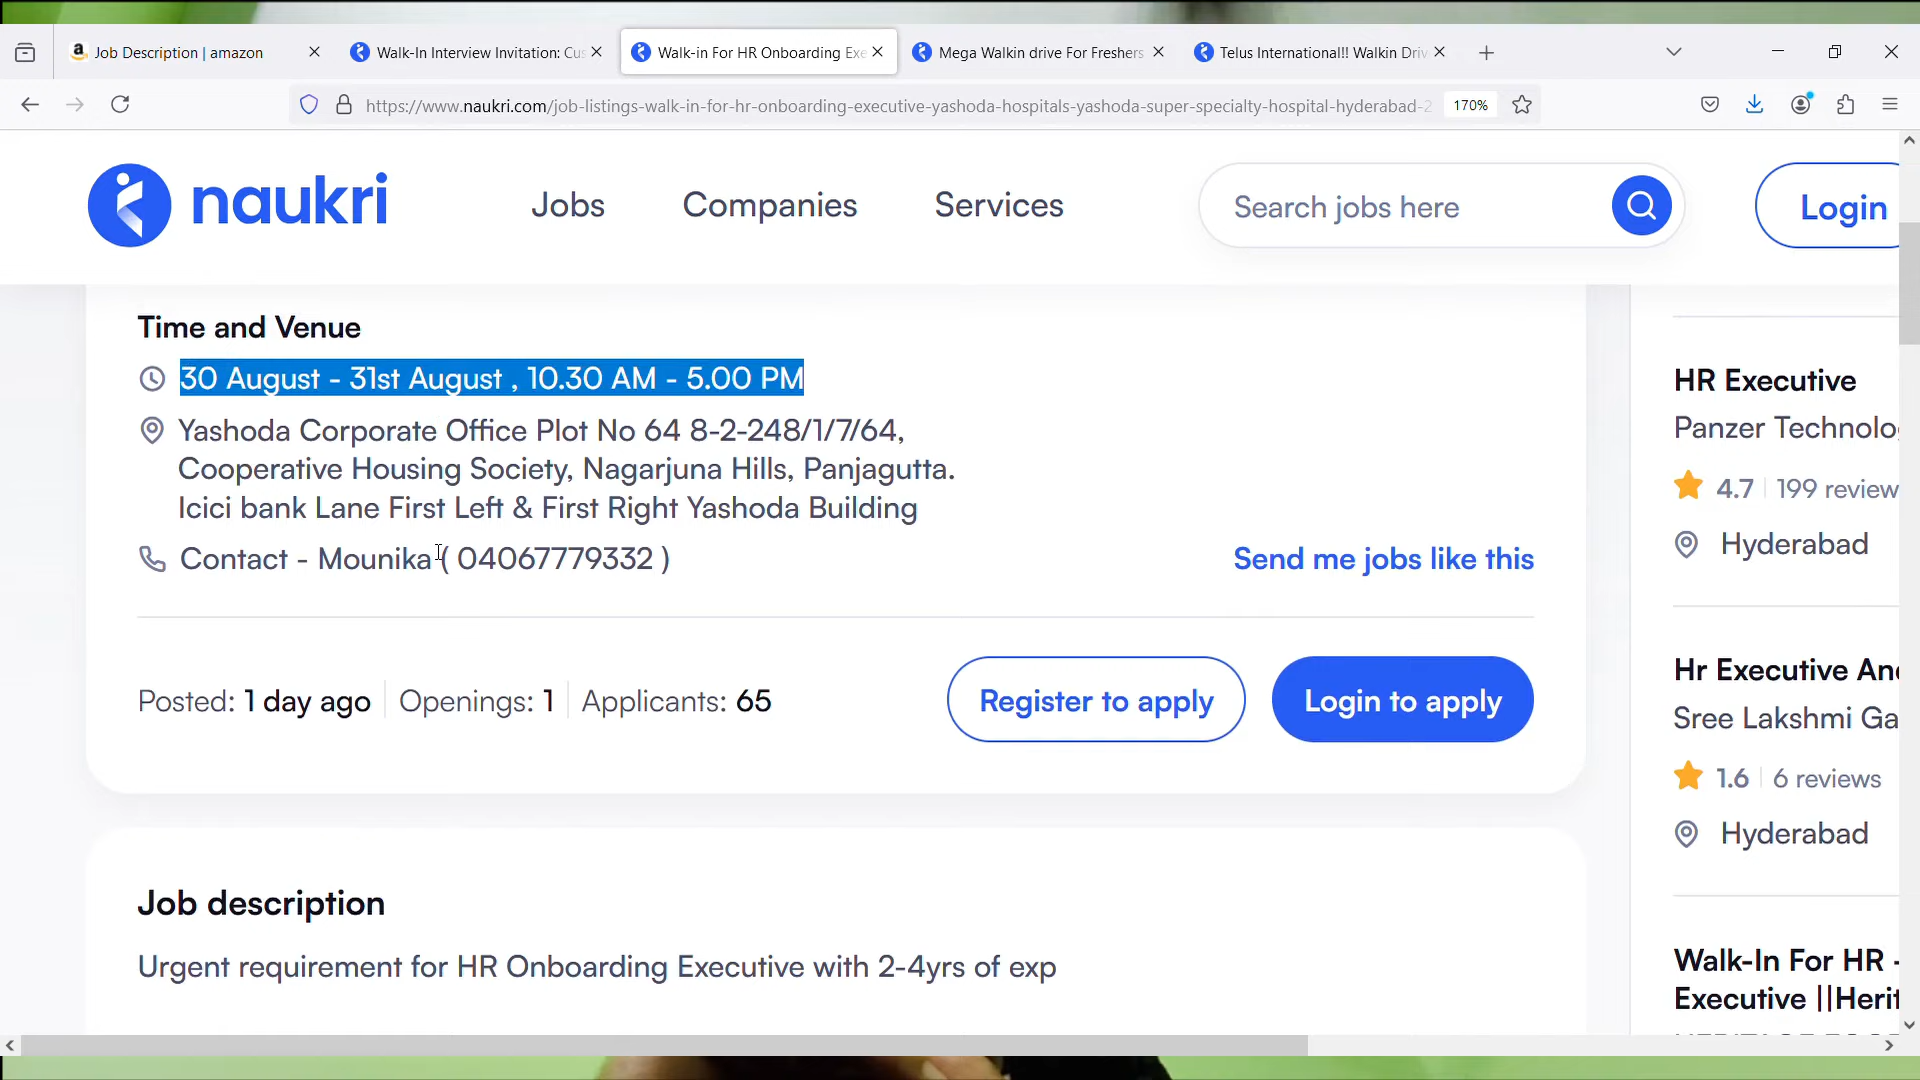 Job Description | amazon
Walk-In Interview Invitation: Cus
Walk-in For HR Onboarding Exe
Mega Walkin drive For Freshers
Telus International!! Walkin Driv
https://www.naukri.com/job-listings-walk-in-for-hr-onboarding-executive-yashoda-hospitals-yashoda-super-specialty-hospital-hyderabad-2
170%
naukri
Jobs
Companies
Services
Search jobs here
Login
Time and Venue
30 August - 31st August , 10.30 AM - 5.00 PM
Yashoda Corporate Office Plot No 64 8-2-248/1/7/64,
Cooperative Housing Society, Nagarjuna Hills, Panjagutta.
Icici bank Lane First Left & First Right Yashoda Building
Contact - Mounika ( 04067779332 )
Send me jobs like this
Posted: 1 day ago
Openings: 1
Applicants: 65
Register to apply
Login to apply
Job description
Urgent requirement for HR Onboarding Executive with 2-4yrs of exp
HR Executive
Panzer Technolo
4.7
199 review
Hyderabad
Hr Executive An
Sree Lakshmi Ga
1.6
6 reviews
Hyderabad
Walk-In For HR -
Executive ||Herit